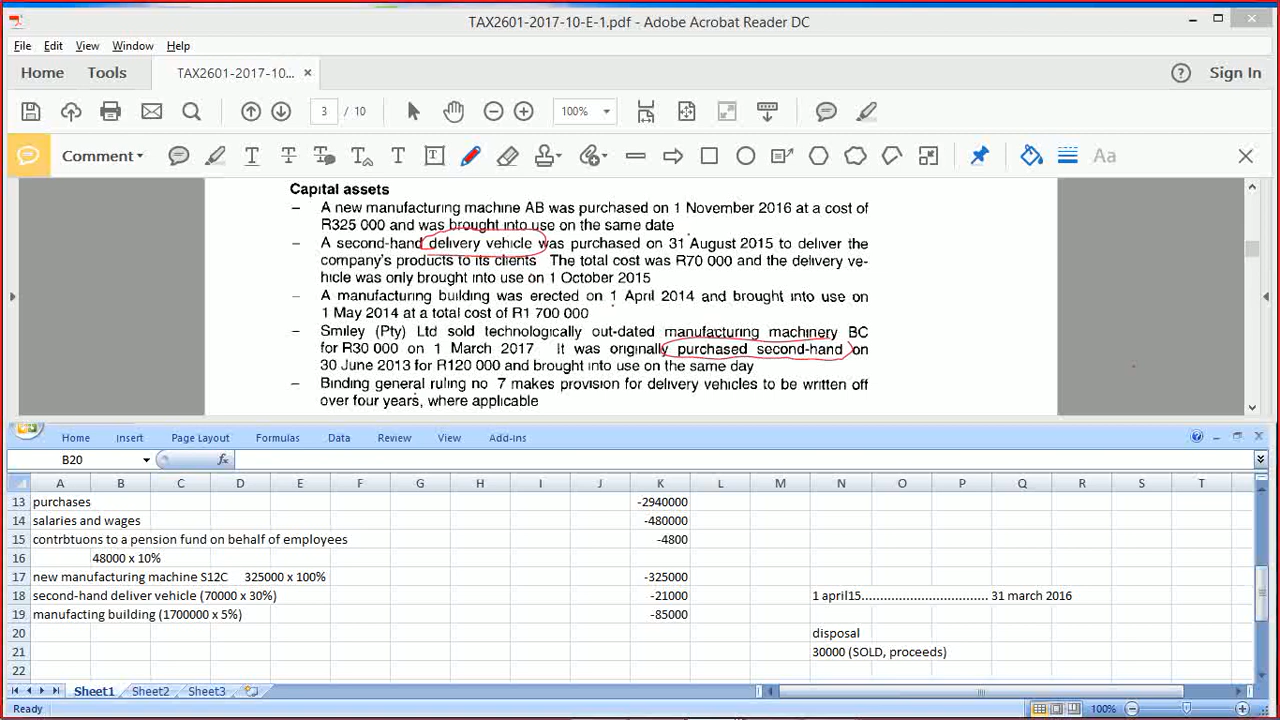 TAX2601-2017-10-E-1.pdf - Adobe Acrobat Reader DC
File Edit View Window Help
Home Tools TAX2601-2017-10... × Sign In
3 / 10 100%
Comment
Capital assets
– A new manufacturing machine AB was purchased on 1 November 2016 at a cost of
R325 000 and was brought into use on the same date
– A second-hand delivery vehicle was purchased on 31 August 2015 to deliver the
company's products to its clients The total cost was R70 000 and the delivery ve-
hicle was only brought into use on 1 October 2015
– A manufacturing building was erected on 1 April 2014 and brought into use on
1 May 2014 at a total cost of R1 700 000
– Smiley (Pty) Ltd sold technologically out-dated manufacturing machinery BC
for R30 000 on 1 March 2017 It was originally purchased second-hand on
30 June 2013 for R120 000 and brought into use on the same day
– Binding general ruling no 7 makes provision for delivery vehicles to be written off
over four years, where applicable
Home Insert Page Layout Formulas Data Review View Add-ins
B20 fx
A B C D E F G H I J K L M N O P Q R S T
13 purchases -2940000
14 salaries and wages -480000
15 contrbtuons to a pension fund on behalf of employees -4800
16 48000 x 10%
17 new manufacturing machine S12C 325000 x 100% -325000
18 second-hand deliver vehicle (70000 x 30%) -21000 1 april15.................................. 31 march 2016
19 manufacting building (1700000 x 5%) -85000
20 disposal
21 30000 (SOLD, proceeds)
22
Sheet1 Sheet2 Sheet3
Ready 100%